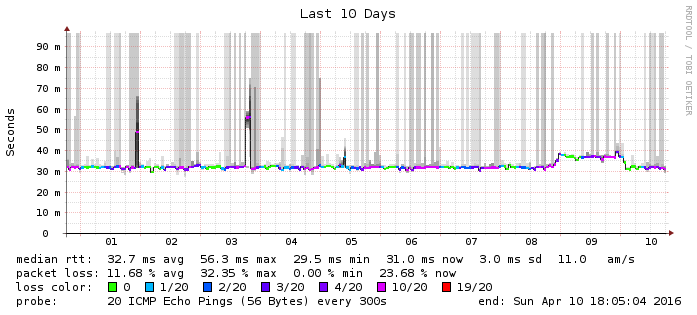 Last 10 Days
RRDTOOL / TOBI OETIKER
Seconds
90 m
80 m
70 m
60 m
50 m
40 m
30 m
20 m
10 m
0
01 02 03 04 05 06 07 08 09 10
median rtt: 32.7 ms avg 56.3 ms max 29.5 ms min 31.0 ms now 3.0 ms sd 11.0 am/s
packet loss: 11.68 % avg 32.35 % max 0.00 % min 23.68 % now
loss color: 0 1/20 2/20 3/20 4/20 10/20 19/20
probe: 20 ICMP Echo Pings (56 Bytes) every 300s end: Sun Apr 10 18:05:04 2016